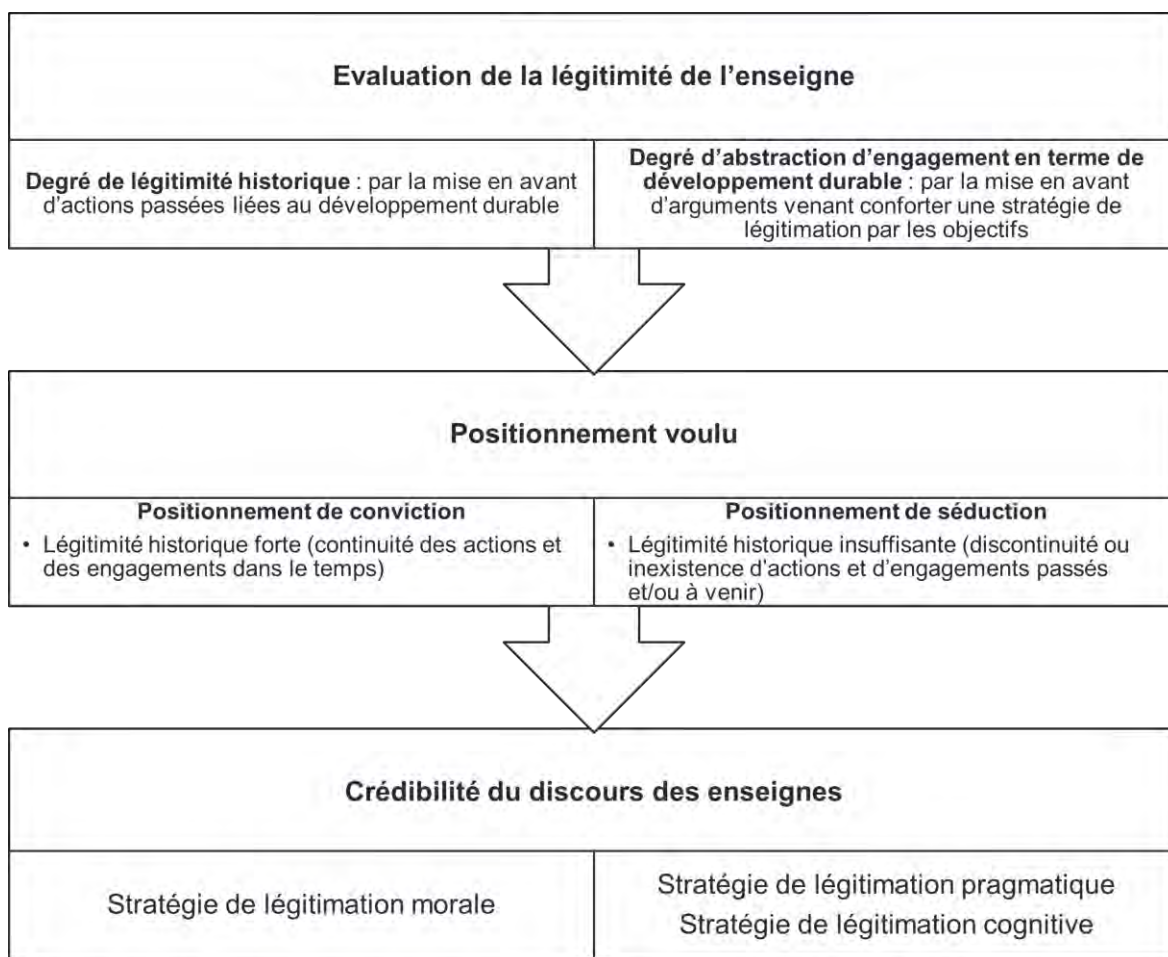 Evaluation de la légitimité de l’enseigne
Degré de légitimité historique : par la mise en avant
d’actions passées liées au développement durable
Degré d’abstraction d’engagement en terme de
développement durable : par la mise en avant
d’arguments venant conforter une stratégie de
légitimation par les objectifs
Positionnement voulu
Positionnement de conviction
• Légitimité historique forte (continuité des actions et
des engagements dans le temps)
Positionnement de séduction
• Légitimité historique insuffisante (discontinuité ou
inexistence d’actions et d’engagements passés
et/ou à venir)
Crédibilité du discours des enseignes
Stratégie de légitimation morale
Stratégie de légitimation pragmatique
Stratégie de légitimation cognitive